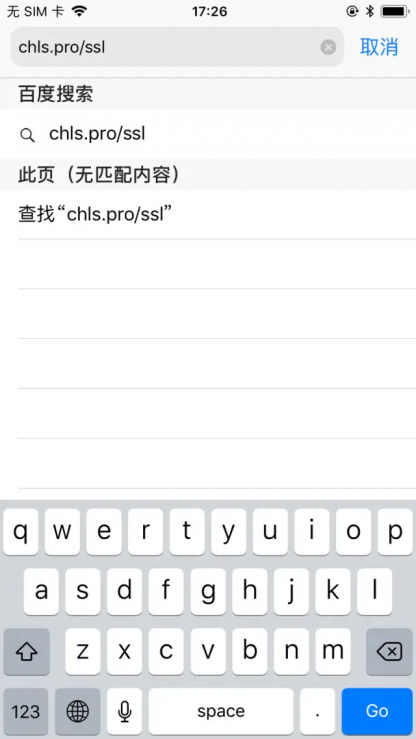 无 SIM 卡 17:26
chls.pro/ssl 取消
百度搜索
chls.pro/ssl
此页（无匹配内容）
查找“chls.pro/ssl”
q w e r t y u i o p
a s d f g h j k l
z x c v b n m
123 space . Go